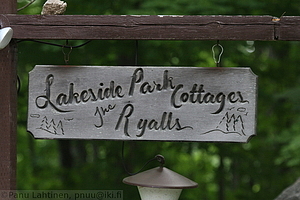 Lakeside Park Cottages
The Ryalls
© Panu Lahtinen, pnuu@iki.fi